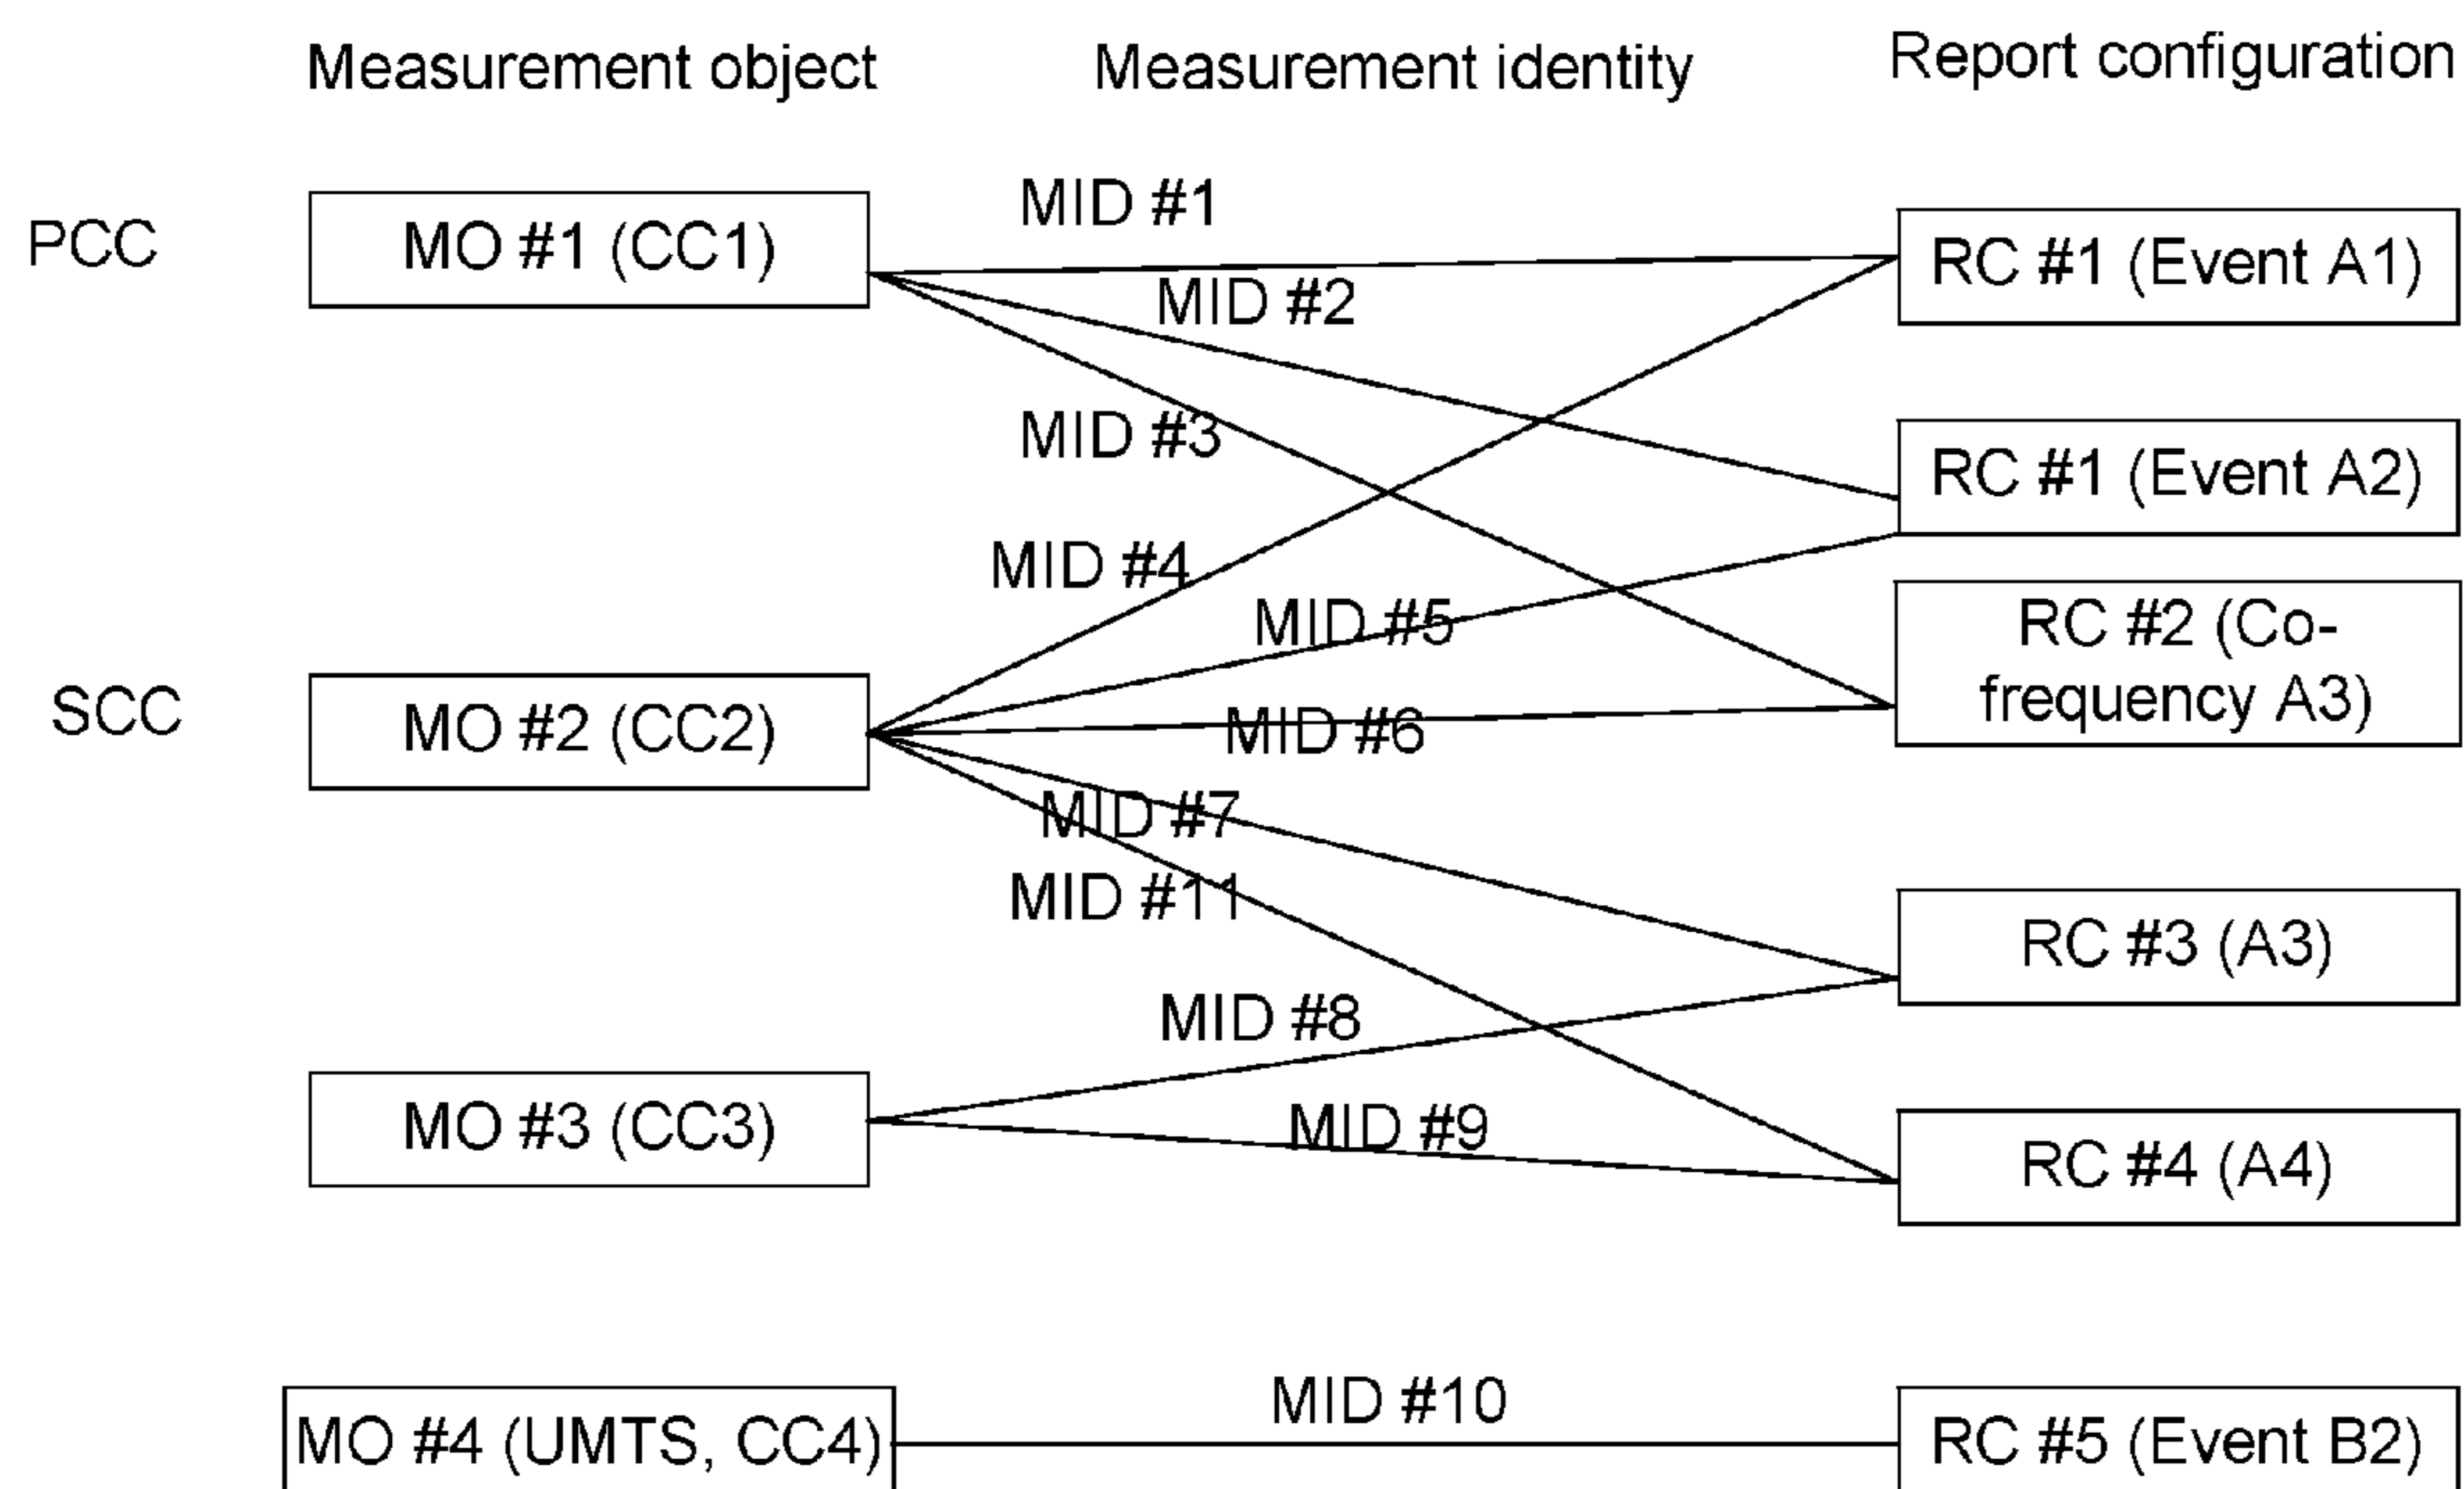 Measurement object
Measurement identity
Report configuration
PCC
MO #1 (CC1)
MID #1
RC #1 (Event A1)
MID #2
MID #3
RC #1 (Event A2)
MID #4
MID #5
RC #2 (Co-
frequency A3)
SCC
MO #2 (CC2)
MID #6
MID #7
MID #11
RC #3 (A3)
MID #8
MO #3 (CC3)
MID #9
RC #4 (A4)
MID #10
MO #4 (UMTS, CC4)
RC #5 (Event B2)